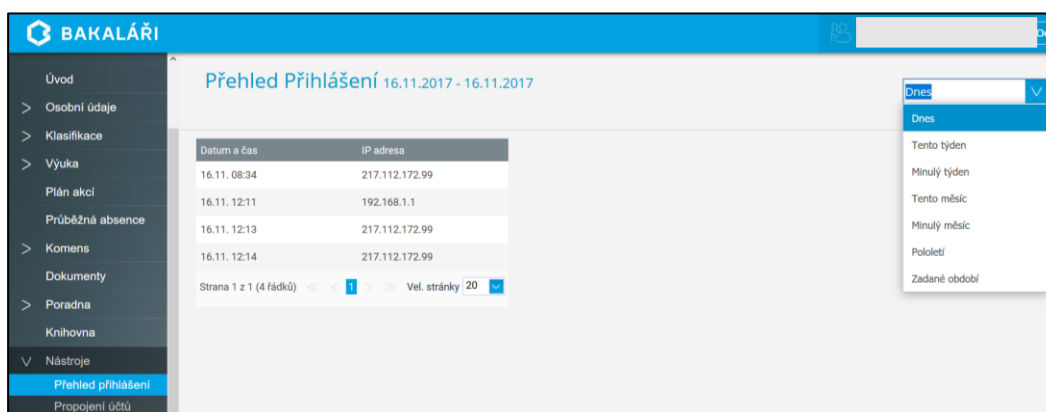 BAKALÁŘI
Úvod
Osobní údaje
Klasifikace
Výuka
Plán akcí
Průběžná absence
Komens
Dokumenty
Poradna
Knihovna
Nástroje
Přehled přihlášení
Propojení účtů
Přehled Přihlášení 16.11.2017 - 16.11.2017
Datum a čas IP adresa
16.11. 08:34 217.112.172.99
16.11. 12:11 192.168.1.1
16.11. 12:13 217.112.172.99
16.11. 12:14 217.112.172.99
Strana 1 z 1 (4 řádků) 1 Vel. stránky 20
Dnes
Dnes
Tento týden
Minulý týden
Tento měsíc
Minulý měsíc
Pololetí
Zadané období